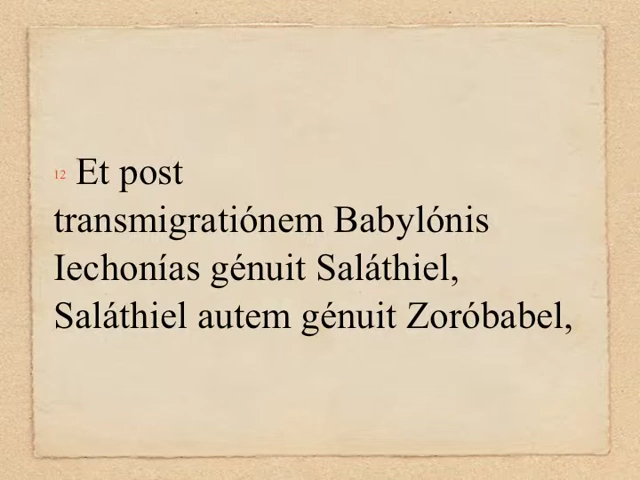 12 Et post
transmigratiónem Babylónis
Iechonías génuit Saláthiel,
Saláthiel autem génuit Zoróbabel,